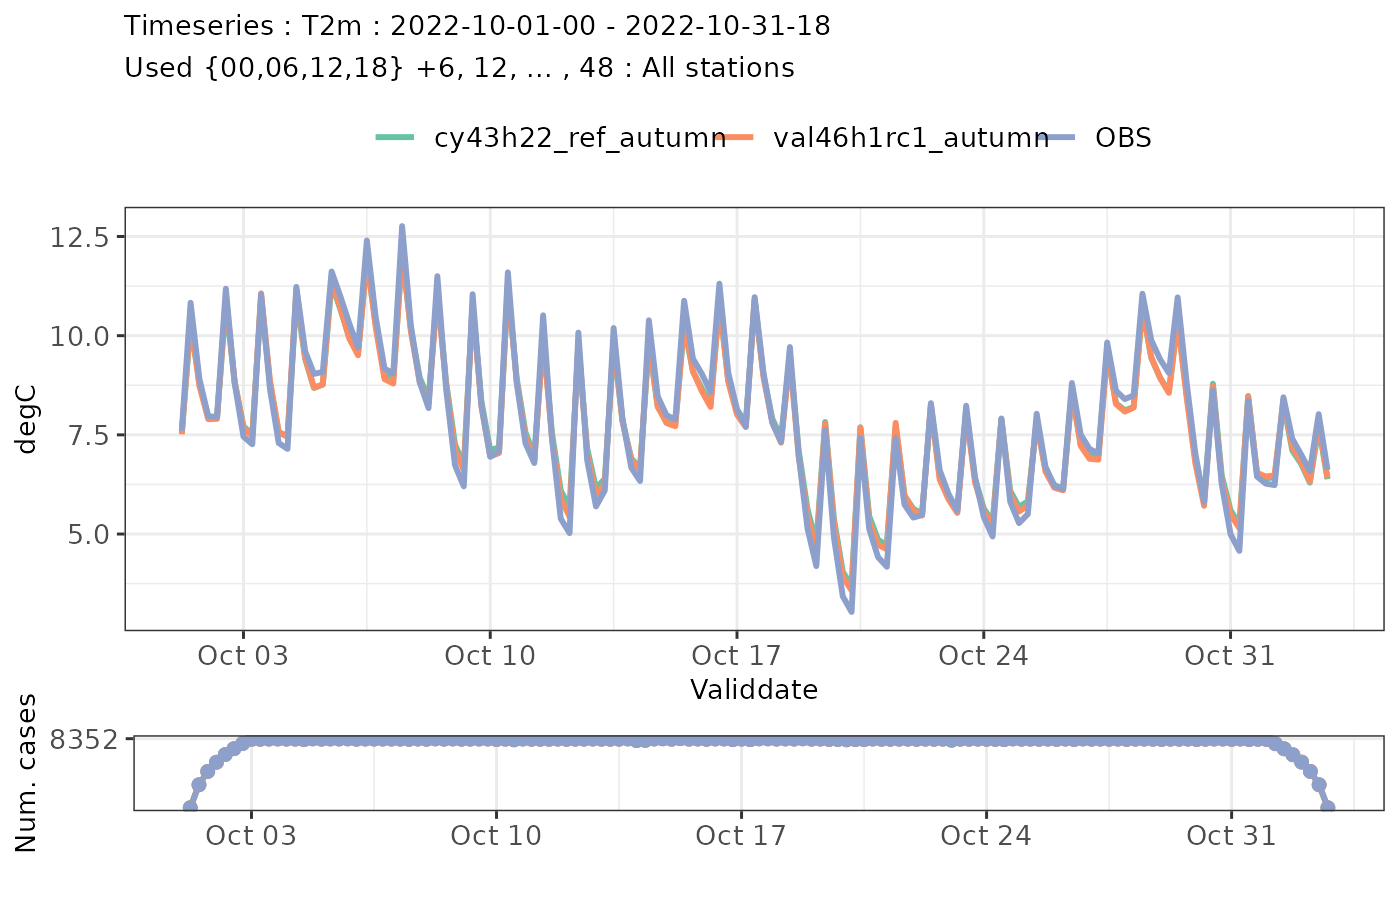 Timeseries : T2m : 2022-10-01-00 - 2022-10-31-18
Used {00,06,12,18} +6, 12, ... , 48 : All stations
cy43h22_ref_autumn val46h1rc1_autumn OBS
degC
12.5
10.0
7.5
5.0
Oct 03 Oct 10 Oct 17 Oct 24 Oct 31
Validdate
Num. cases
8352
Oct 03 Oct 10 Oct 17 Oct 24 Oct 31